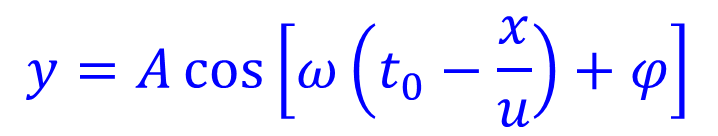 y = A cos [ω (t₀ − x/u) + φ]